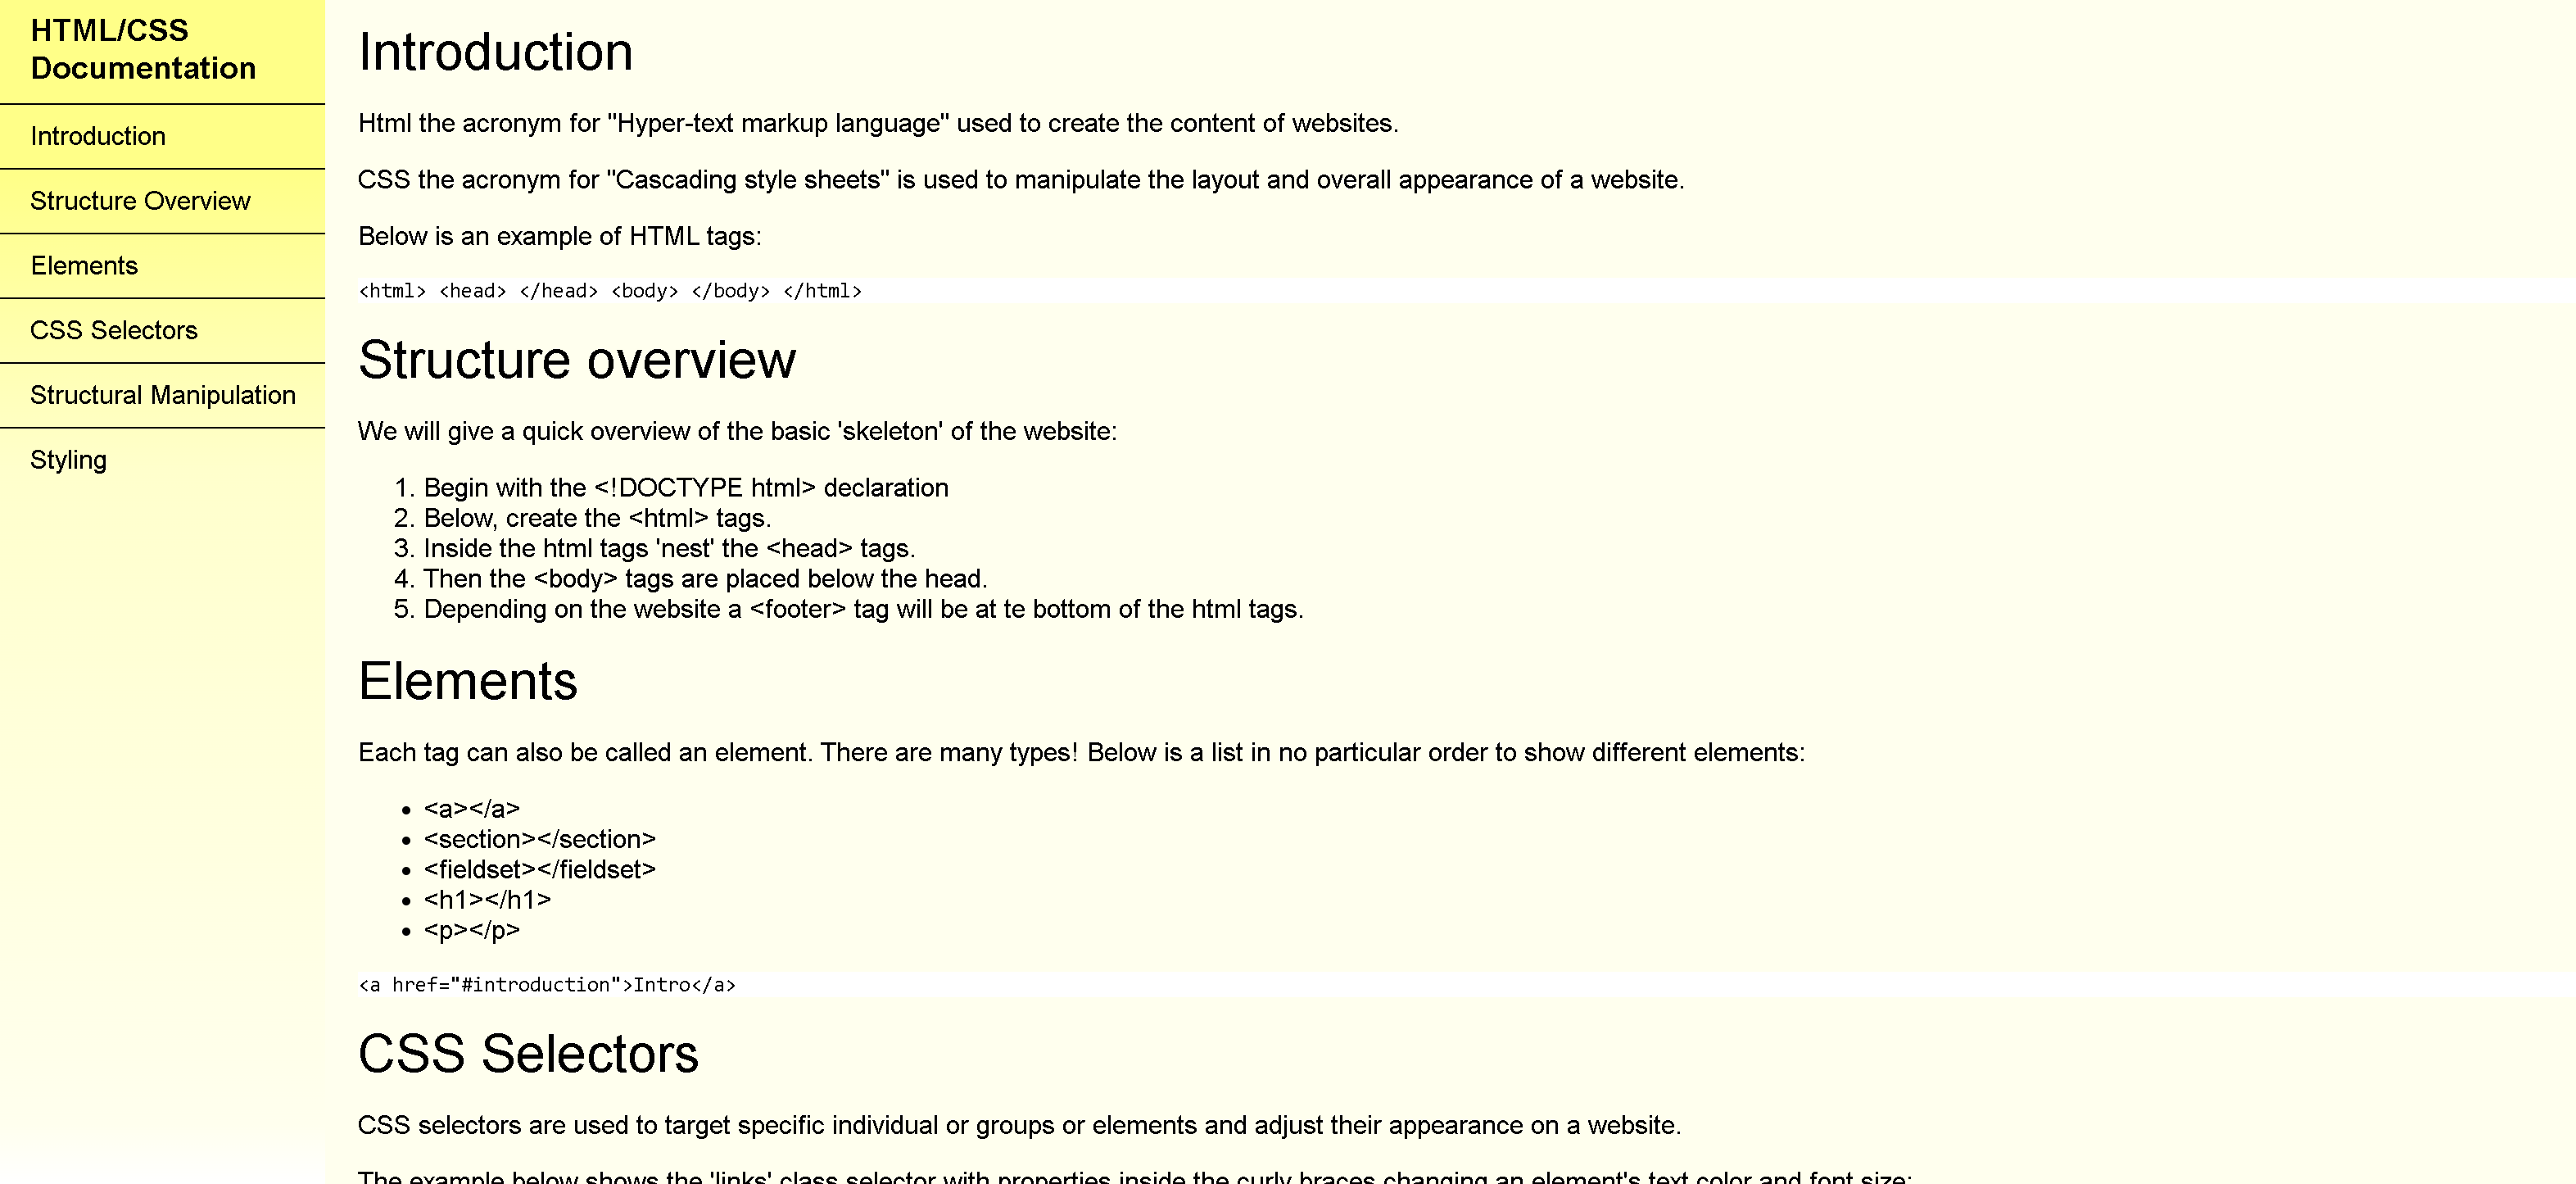 HTML/CSS
Documentation
Introduction
Structure Overview
Elements
CSS Selectors
Structural Manipulation
Styling
Introduction
Html the acronym for "Hyper-text markup language" used to create the content of websites.
CSS the acronym for "Cascading style sheets" is used to manipulate the layout and overall appearance of a website.
Below is an example of HTML tags:
<html> <head> </head> <body> </body> </html>
Structure overview
We will give a quick overview of the basic 'skeleton' of the website:
1. Begin with the <!DOCTYPE html> declaration
2. Below, create the <html> tags.
3. Inside the html tags 'nest' the <head> tags.
4. Then the <body> tags are placed below the head.
5. Depending on the website a <footer> tag will be at te bottom of the html tags.
Elements
Each tag can also be called an element. There are many types! Below is a list in no particular order to show different elements:
• <a></a>
• <section></section>
• <fieldset></fieldset>
• <h1></h1>
• <p></p>
<a href="#introduction">Intro</a>
CSS Selectors
CSS selectors are used to target specific individual or groups or elements and adjust their appearance on a website.
The example below shows the 'links' class selector with properties inside the curly braces changing an element's text color and font size: